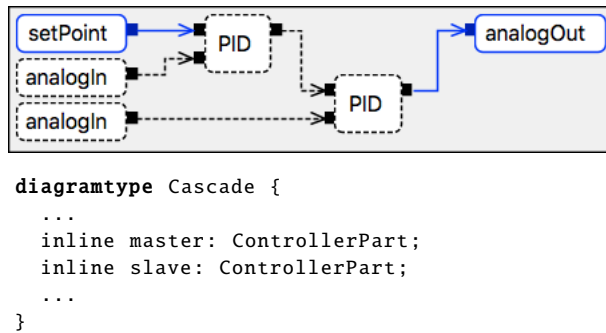 setPoint
PID
analogOut
analogIn
PID
analogIn
diagramtype Cascade {
...
inline master: ControllerPart;
inline slave: ControllerPart;
...
}